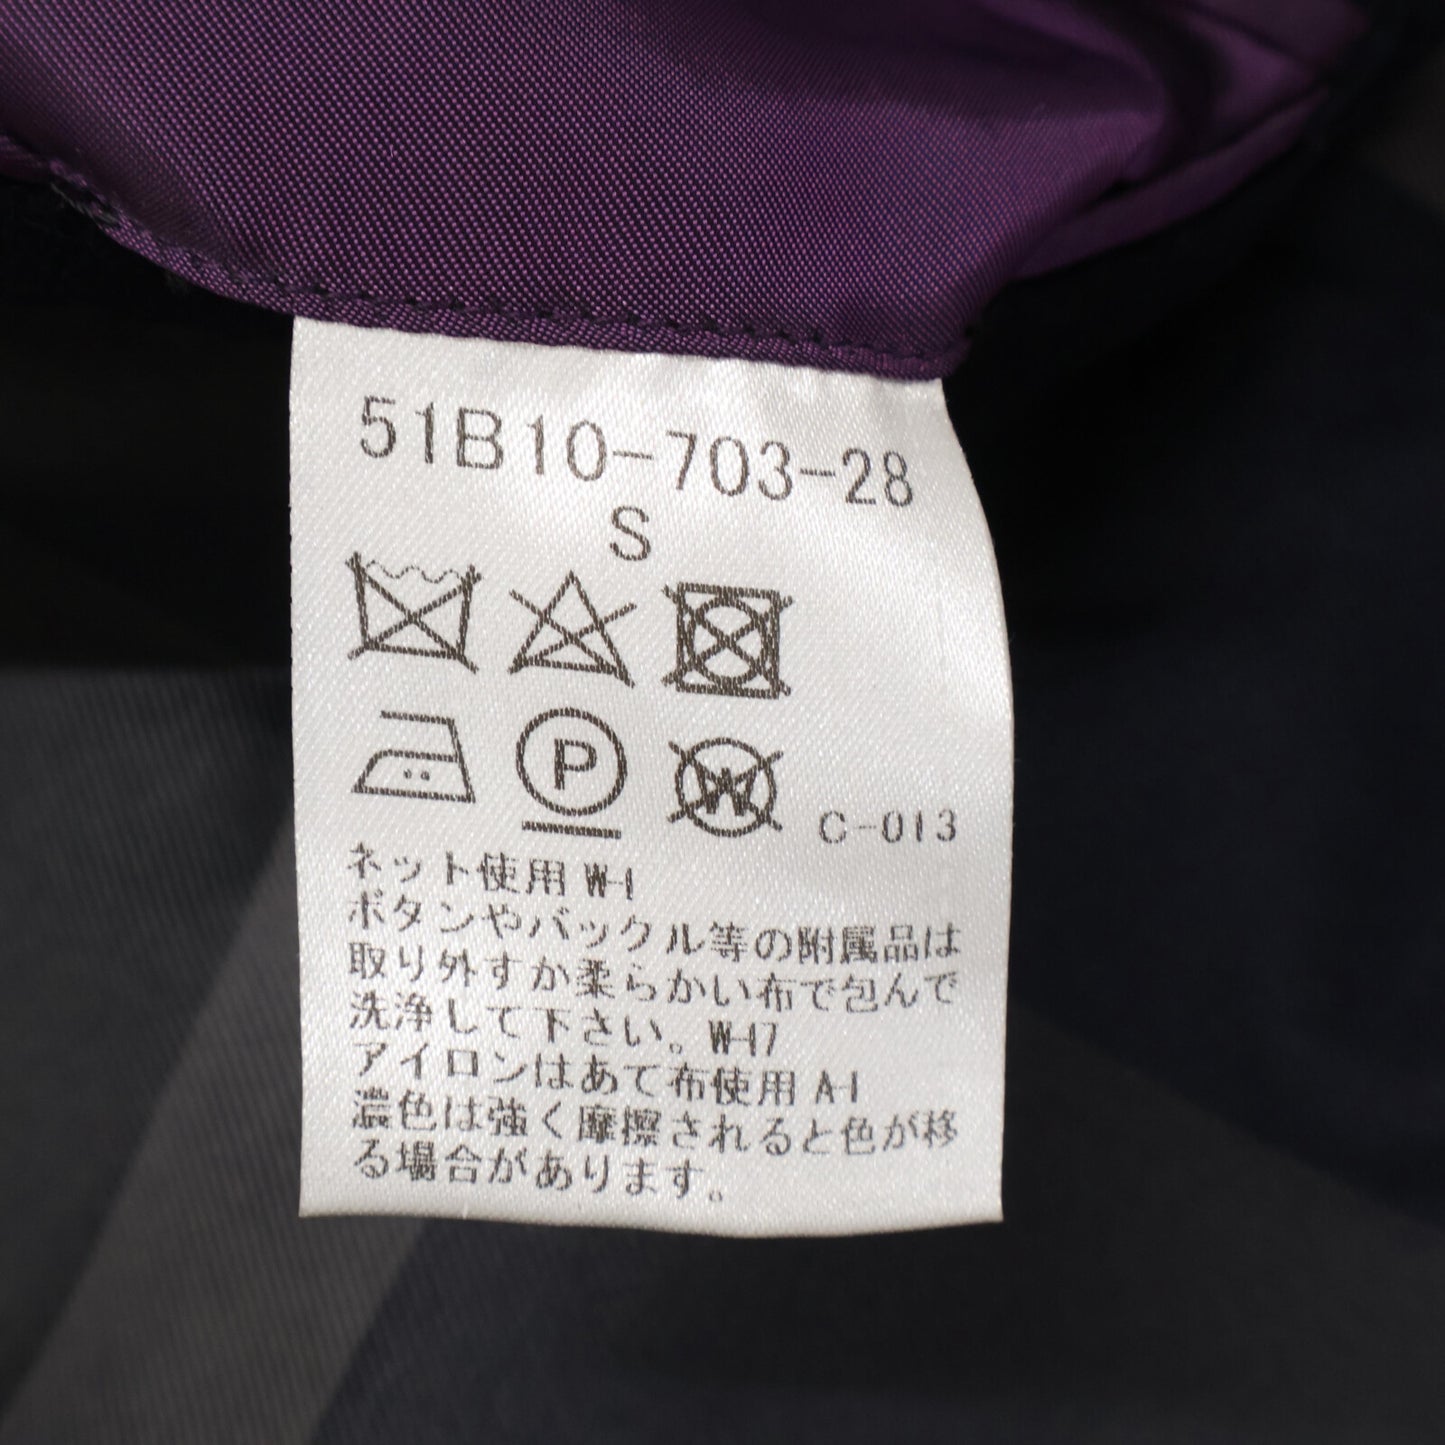 51B10-703-28
S
P
W
C-013
ネット使用 W-1
ボタンやバックル等の附属品は
取り外すか柔らかい布で包んで
洗浄して下さい。W-17
アイロンはあて布使用 A-1
濃色は強く摩擦されると色が移
る場合があります。